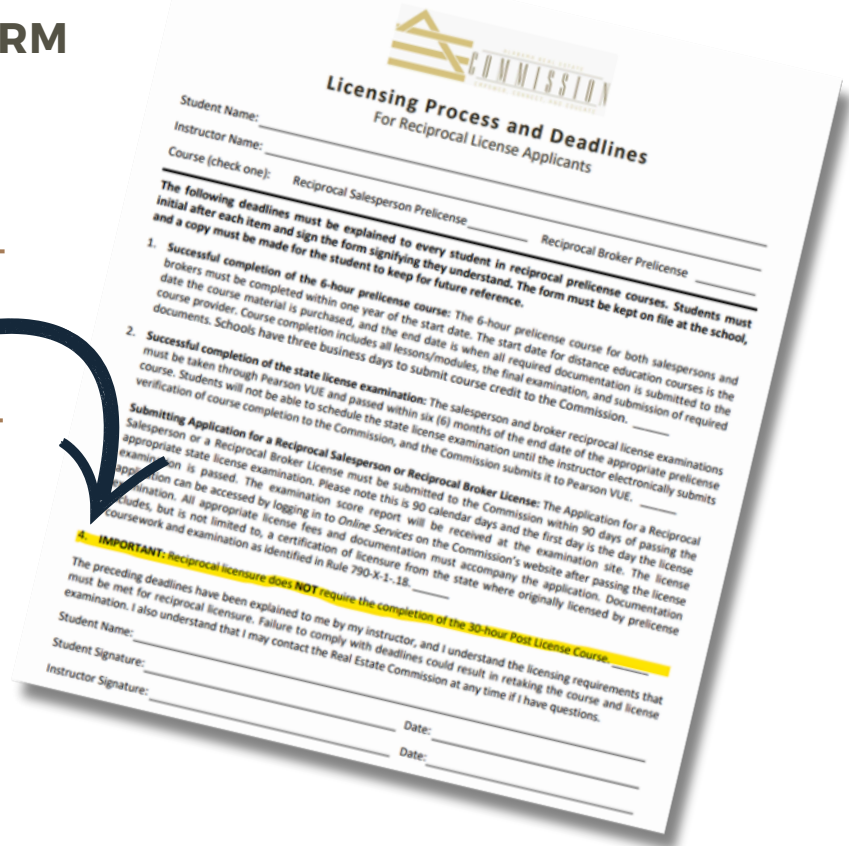 RM
COMMISSION
Licensing Process and Deadlines
For Reciprocal License Applicants
Student Name:
Instructor Name:
Course (check one): Reciprocal Salesperson Prelicense Reciprocal Broker Prelicense
The following deadlines must be explained to every student in reciprocal prelicense courses. Students must
initial after each item and sign the form signifying they understand. The form must be kept on file at the school,
and a copy must be made for the student to keep for future reference.
1. Successful completion of the 6-hour prelicense course: The 6-hour prelicense course for both salespersons and
brokers must be completed within one year of the start date. The start date for distance education courses is the
date the course material is purchased, and the end date is when all required documentation is submitted to the
course provider. Course completion includes all lessons/modules, the final examination, and submission of required
documents. Schools have three business days to submit course credit to the Commission.
2. Successful completion of the state license examination: The salesperson and broker reciprocal license examinations
must be taken through Pearson VUE and passed within six (6) months of the end date of the appropriate prelicense
course. Students will not be able to schedule the state license examination until the instructor electronically submits
verification of course completion to the Commission, and the Commission submits it to Pearson VUE.
Submitting Application for a Reciprocal Salesperson or Reciprocal Broker License: The Application for a Reciprocal
Salesperson or a Reciprocal Broker License must be submitted to the Commission within 90 days of passing the
appropriate state license examination. Please note this is 90 calendar days and the first day is the day the license
examination is passed. The examination score report will be received at the examination site. The license
application can be accessed by logging in to Online Services on the Commission's website after passing the license
examination. All appropriate license fees and documentation must accompany the application. Documentation
includes, but is not limited to, a certification of licensure from the state where originally licensed by prelicense
coursework and examination as identified in Rule 790-X-1-.18.
4. IMPORTANT: Reciprocal licensure does NOT require the completion of the 30-hour Post License Course.
The preceding deadlines have been explained to me by my instructor, and I understand the licensing requirements that
must be met for reciprocal licensure. Failure to comply with deadlines could result in retaking the course and license
examination. I also understand that I may contact the Real Estate Commission at any time if I have questions.
Student Name:
Student Signature: Date:
Instructor Signature: Date: